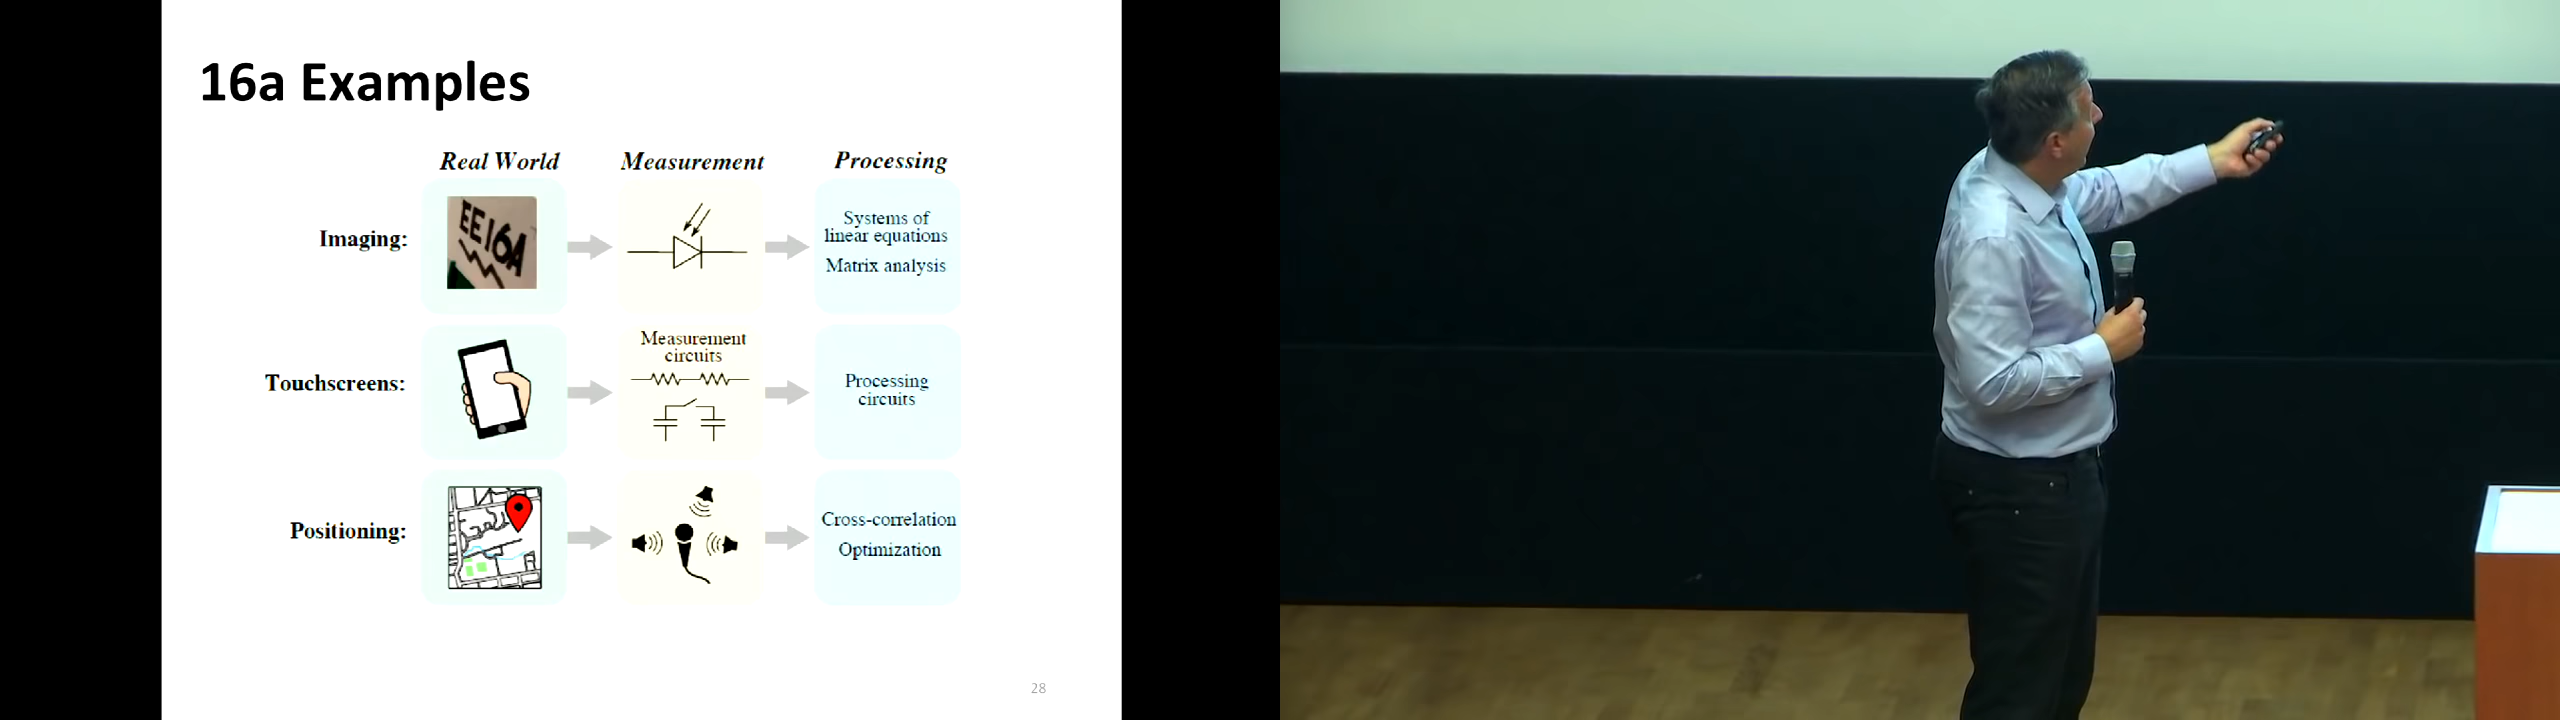 16a Examples
Real World
Measurement
Processing
Imaging:
EE16A
Systems of
linear equations
Matrix analysis
Touchscreens:
Measurement
circuits
Processing
circuits
Positioning:
Cross-correlation
Optimization
28